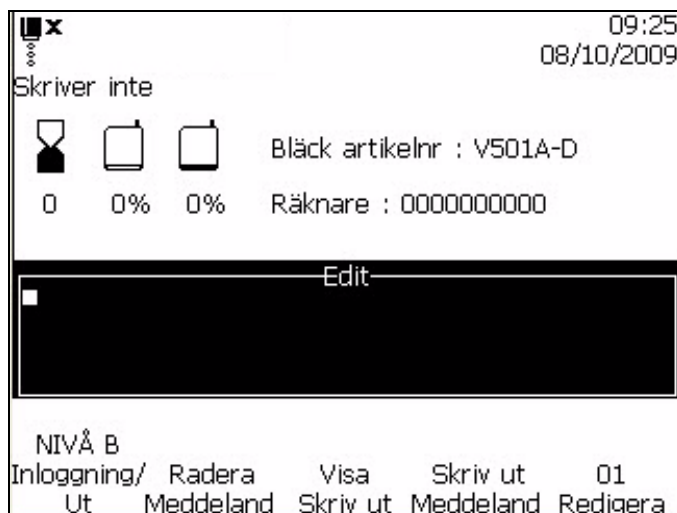 09:25
08/10/2009
Skriver inte
Bläck artikelnr : V501A-D
0 0% 0% Räknare : 0000000000
Edit
NIVÅ B
Inloggning/ Radera Visa Skriv ut 01
Ut Meddeland Skriv ut Meddeland Redigera